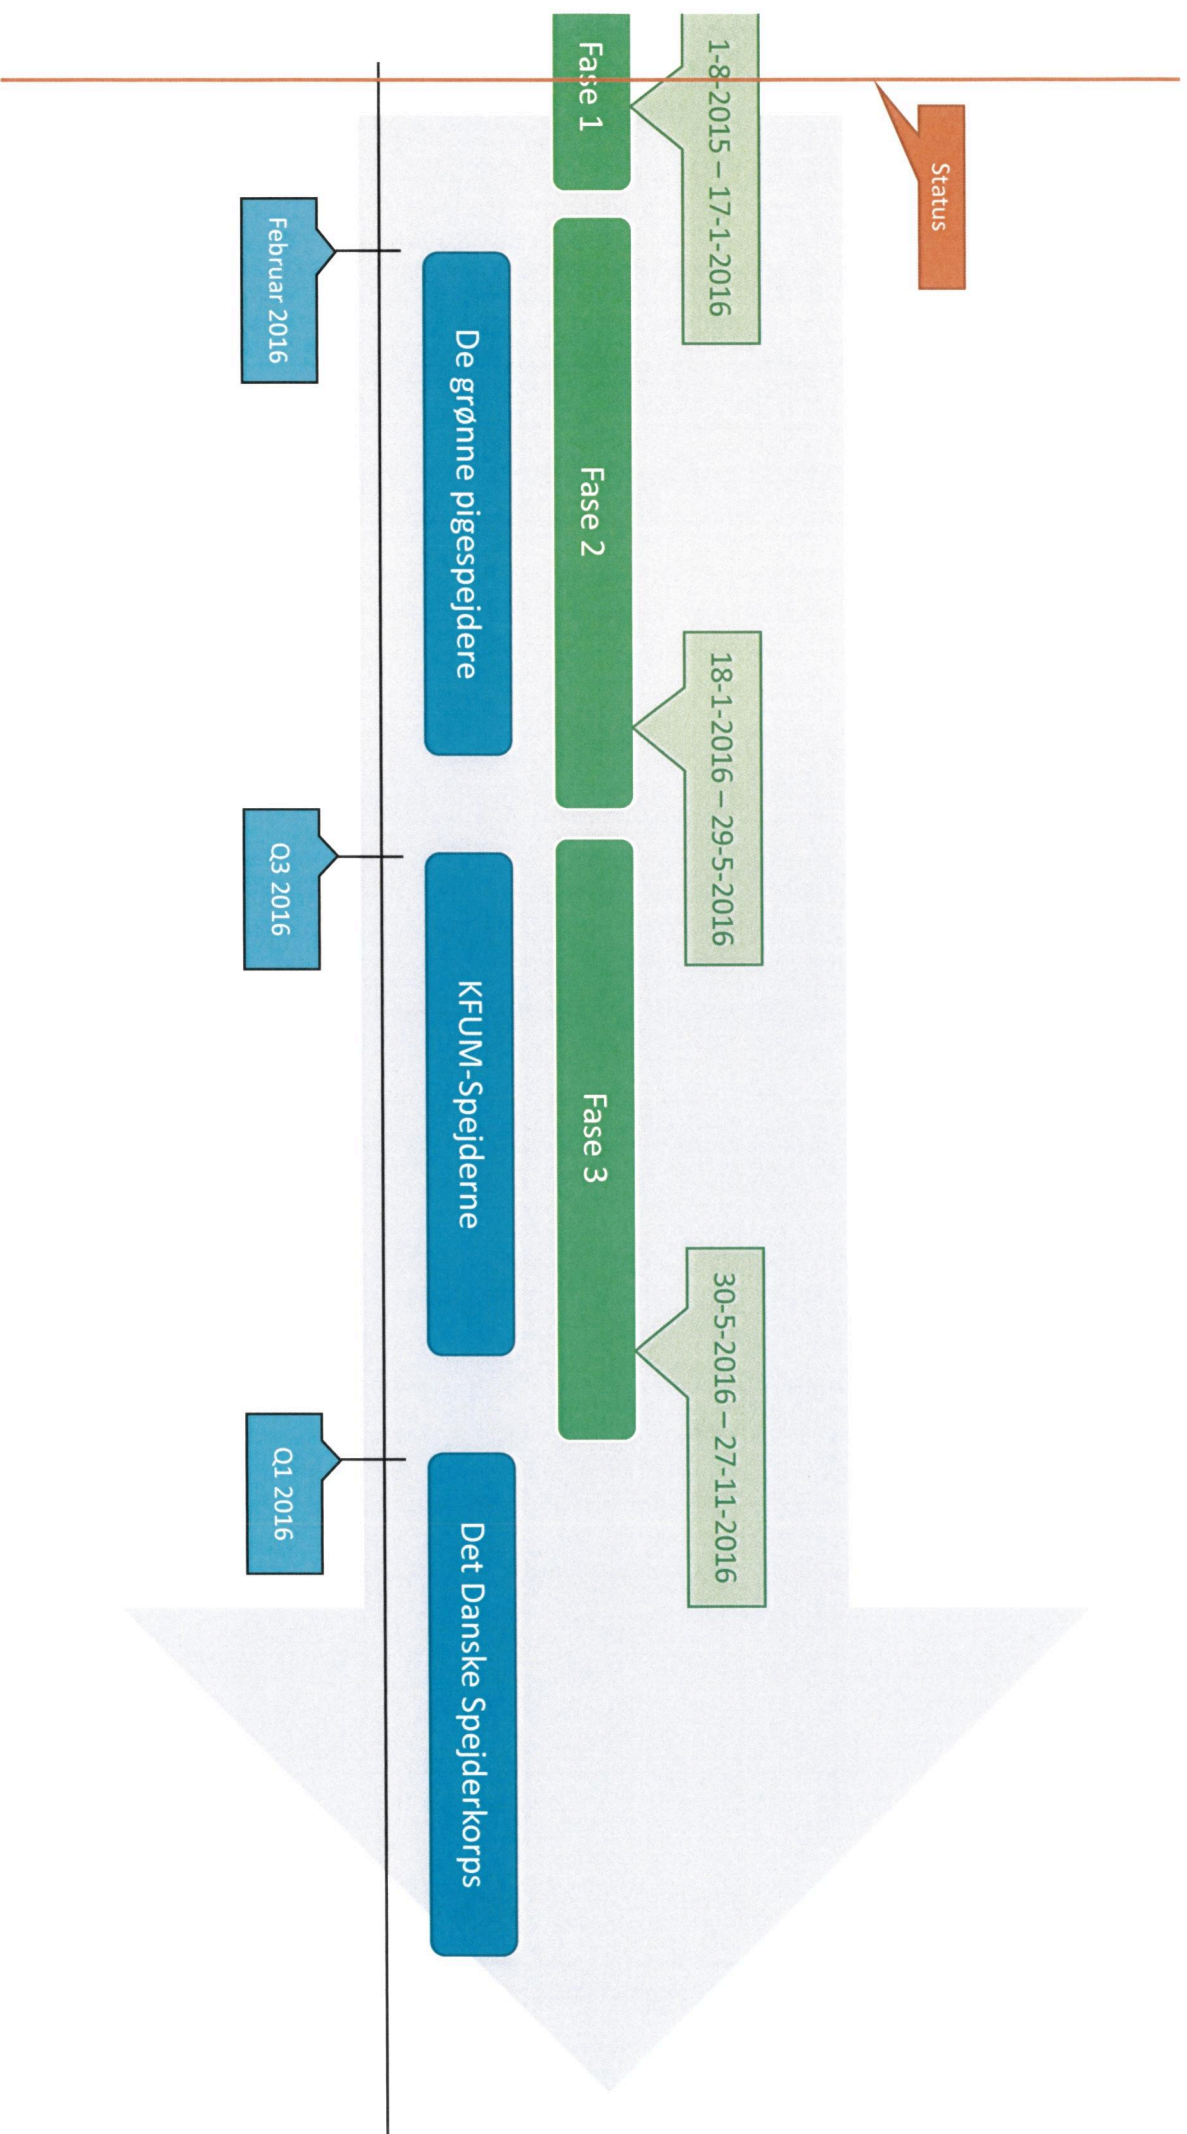 Status
1-8-2015 – 17-1-2016
18-1-2016 – 29-5-2016
30-5-2016 – 27-11-2016
Fase 1
Fase 2
Fase 3
De grønne pigespejdere
KFUM-Spejderne
Det Danske Spejderkorps
Februar 2016
Q3 2016
Q1 2016